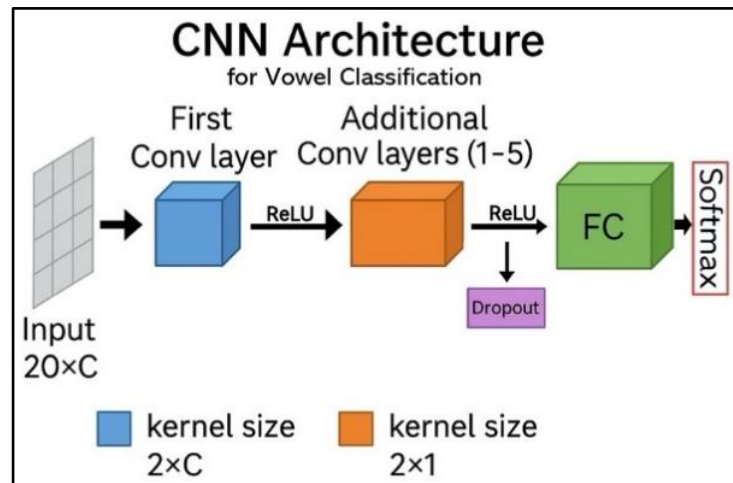 CNN Architecture
for Vowel Classification
First
Conv layer
Additional
Conv layers (1-5)
ReLU
ReLU
FC
Softmax
Dropout
Input
20×C
kernel size
2×C
kernel size
2×1